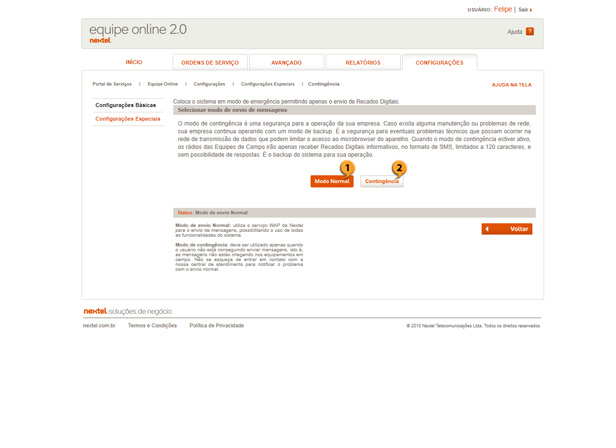 USUÁRIO: Felipe | Sair
equipe online 2.0
nextel
Ajuda ?
INÍCIO
ORDENS DE SERVIÇO
AVANÇADO
RELATÓRIOS
CONFIGURAÇÕES
Portal de Serviços / Equipe Online / Configurações / Configurações Especiais / Contingência
AJUDA NA TELA
Configurações Básicas
Configurações Especiais
Coloca o sistema em modo de emergência permitindo apenas o envio de Recados Digitais.
Selecionar modo de envio de mensagens
O modo de contingência é uma segurança para a operação da sua empresa. Caso exista alguma manutenção ou problemas de rede,
sua empresa continua operando com um modo de backup. É a segurança para eventuais problemas técnicos que possam ocorrer na
rede de transmissão de dados que podem limitar o acesso ao microbrowser do aparelho. Quando o modo de contingência estiver ativo,
os rádios das Equipes de Campo irão apenas receber Recados Digitais informativos, no formato de SMS, limitados a 120 caracteres, e
sem possibilidade de respostas. É o backup do sistema para sua operação.
1
2
Modo Normal
Contingência
Status: Modo de envio Normal
Modo de envio Normal: utiliza o serviço WAP da Nextel
para o envio de mensagens, possibilitando o uso de todas
as funcionalidades do sistema.
Modo de contingência: deve ser utilizado apenas quando
o usuário não está conseguindo enviar mensagens, isto é,
as mensagens não estão chegando nos equipamentos em
campo. Não se esqueça de entrar em contato com a
nossa central de atendimento para notificar o problema
com o envio normal.
Voltar
nextel soluções de negócio
nextel.com.br
Termos e Condições
Política de Privacidade
© 2010 Nextel Telecomunicações Ltda. Todos os direitos reservados.